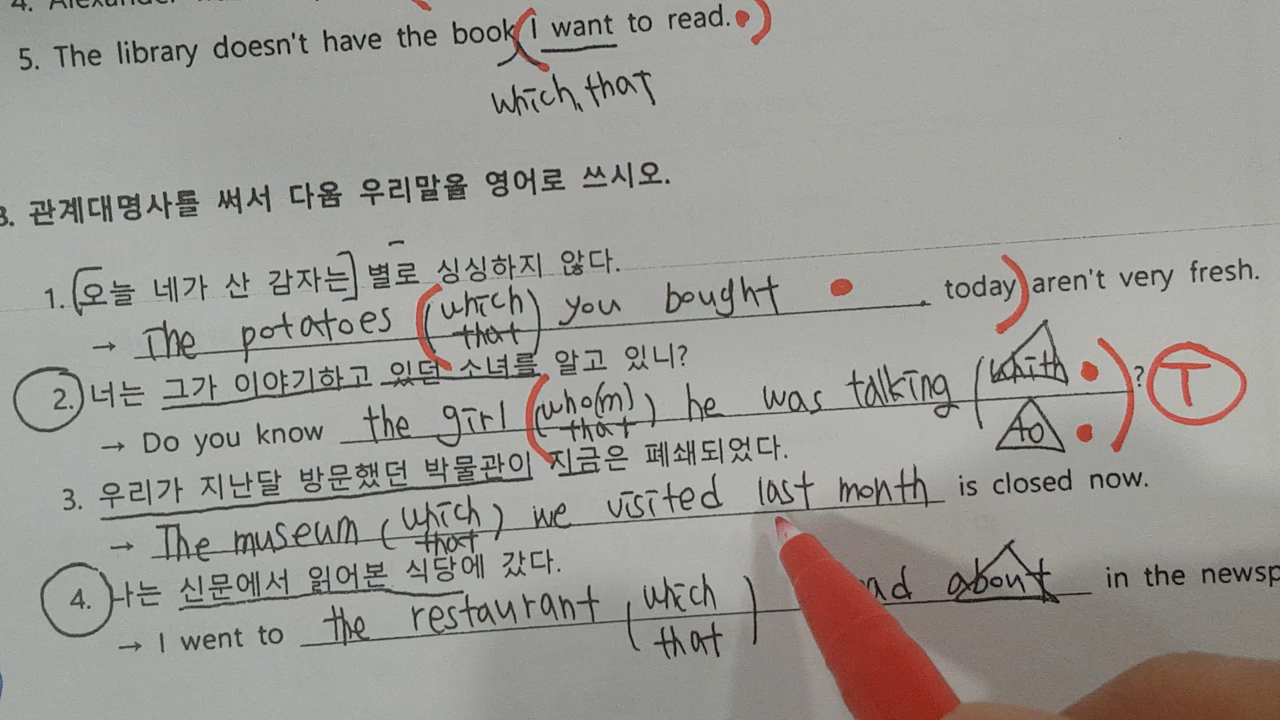 4. Alexander
5. The library doesn't have the book I want to read.
which, that
3. 관계대명사를 써서 다음 우리말을 영어로 쓰시오.
1. 오늘 네가 산 감자는 별로 싱싱하지 않다.
→ The potatoes (which that) you bought today aren't very fresh.
2. 너는 그가 이야기하고 있던 소녀를 알고 있니?
→ Do you know the girl (who(m) that) he was talking (with to)? T
3. 우리가 지난달 방문했던 박물관이 지금은 폐쇄되었다.
→ The museum (which that) we visited last month is closed now.
4. 나는 신문에서 읽어본 식당에 갔다.
→ I went to the restaurant (which that) about in the newsp